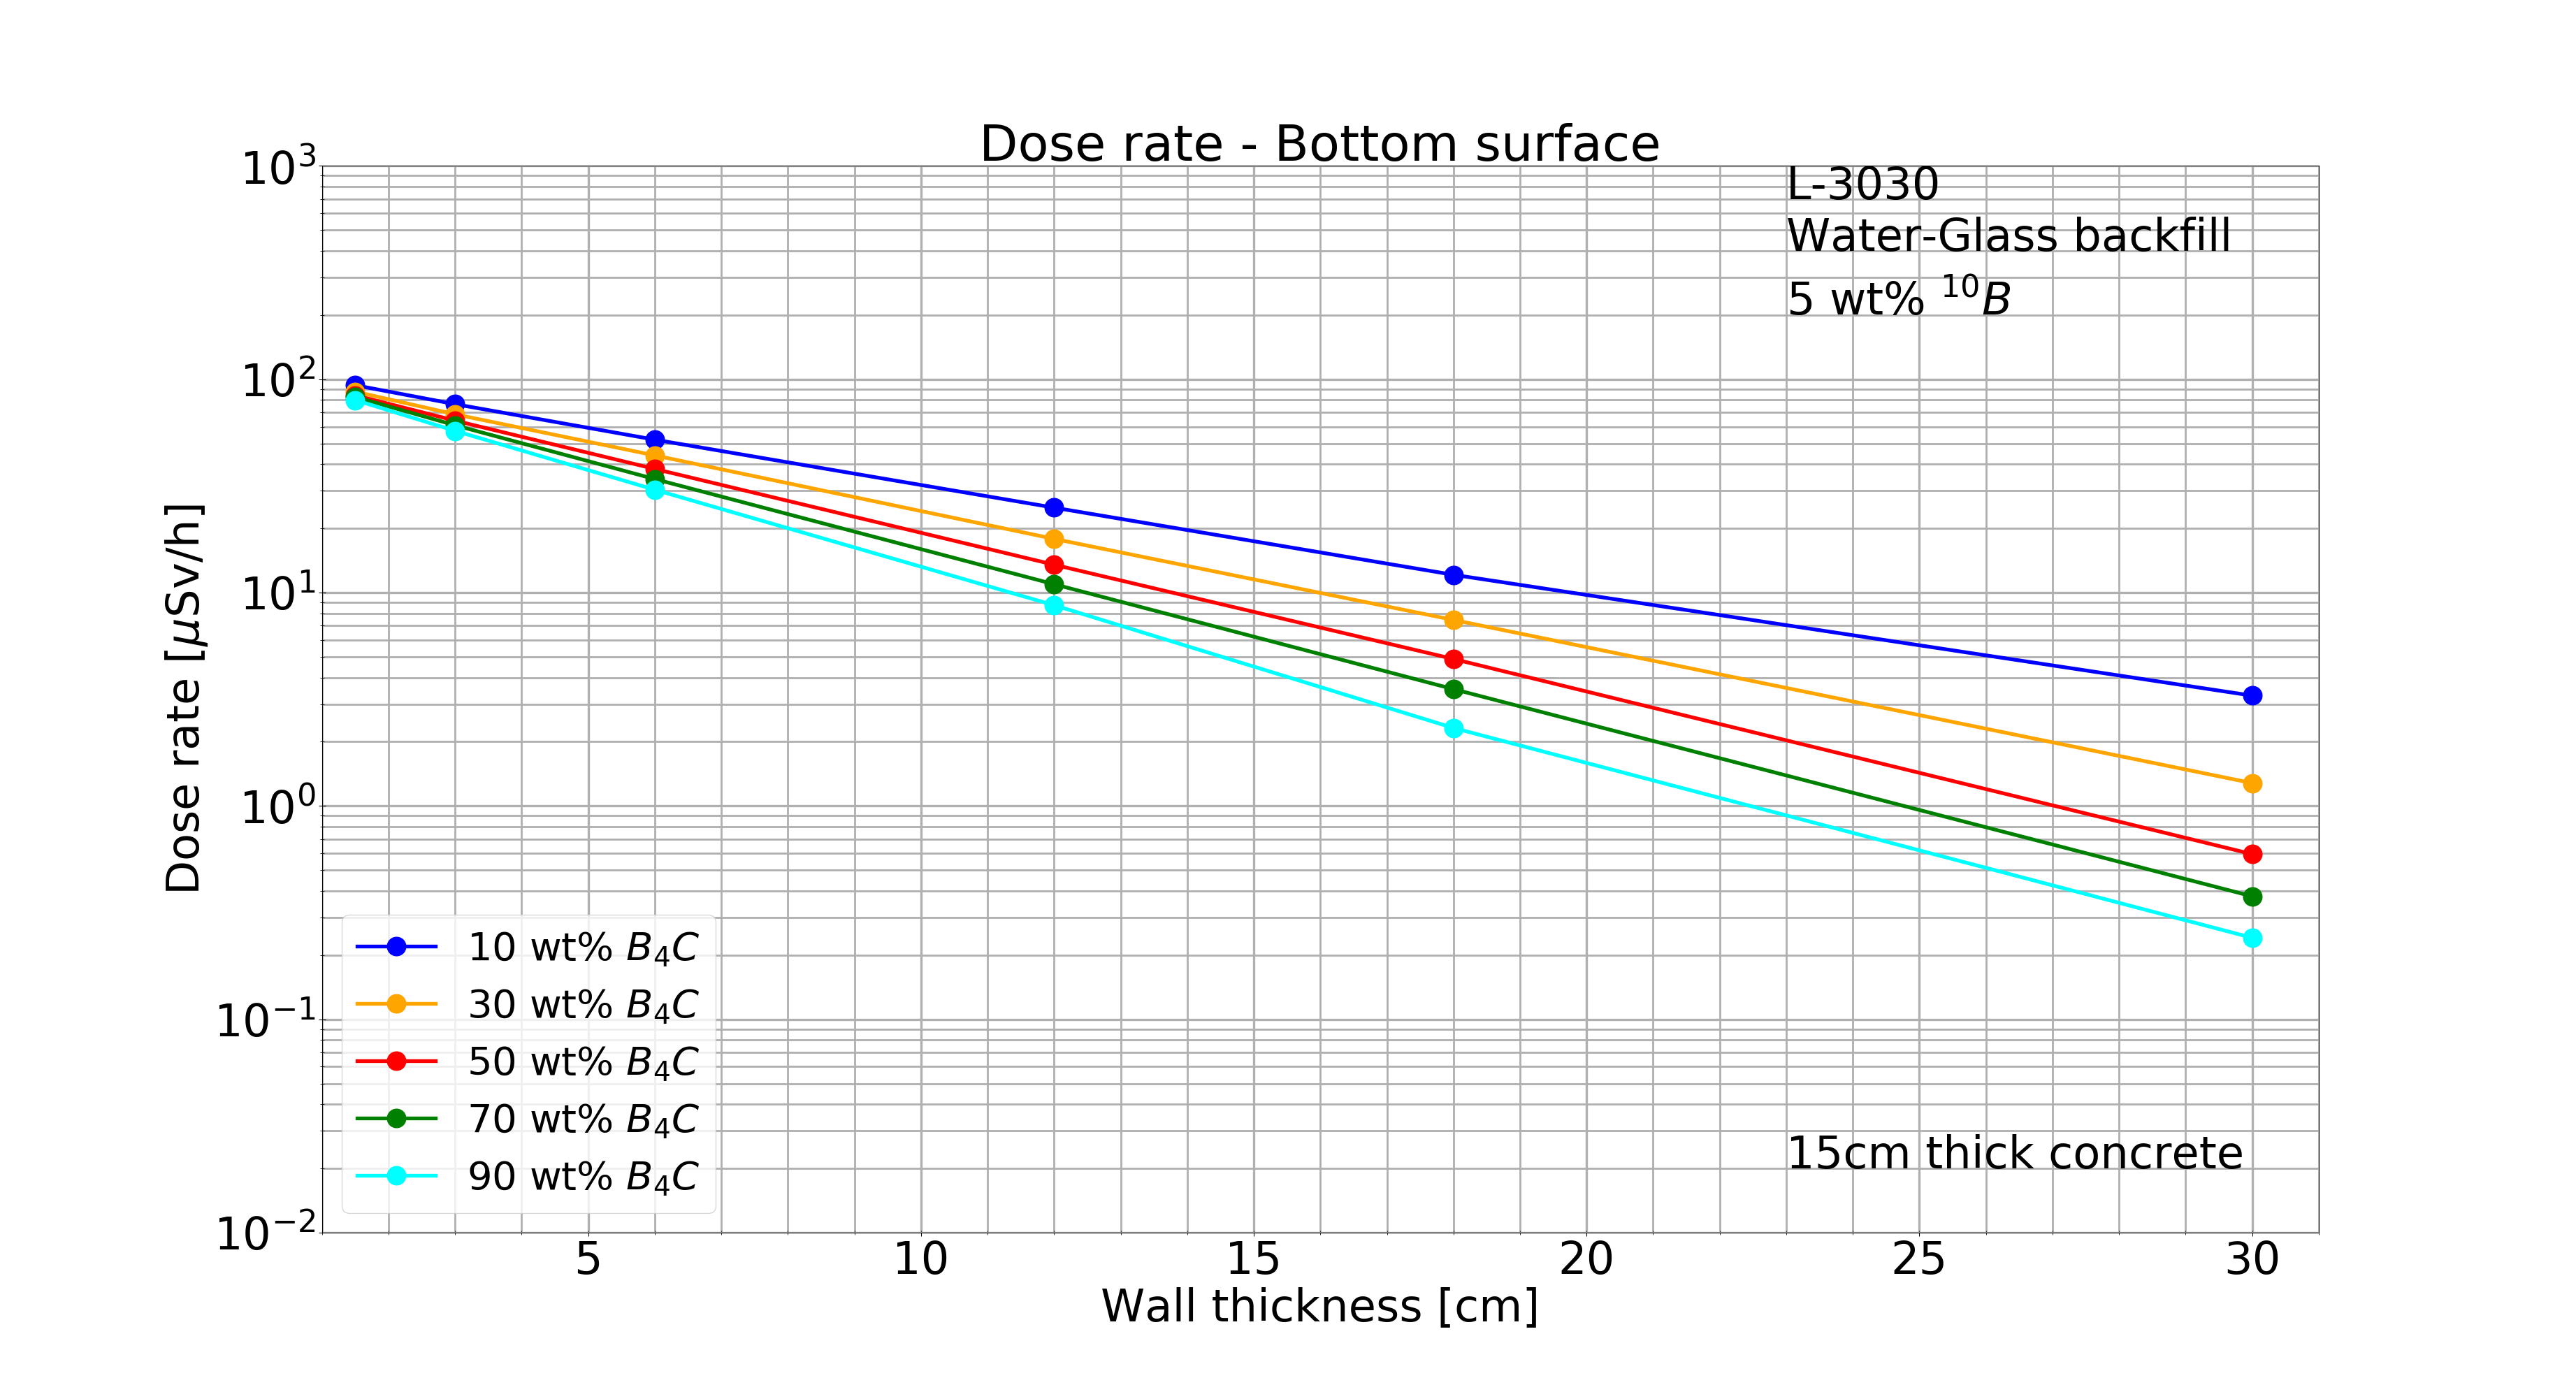 Dose rate - Bottom surface
10³
10²
10¹
10⁰
10⁻¹
10⁻²
Dose rate [μSv/h]
L-3030
Water-Glass backfill
5 wt% ¹⁰B
10 wt% B₄C
30 wt% B₄C
50 wt% B₄C
70 wt% B₄C
90 wt% B₄C
15cm thick concrete
5 10 15 20 25 30
Wall thickness [cm]